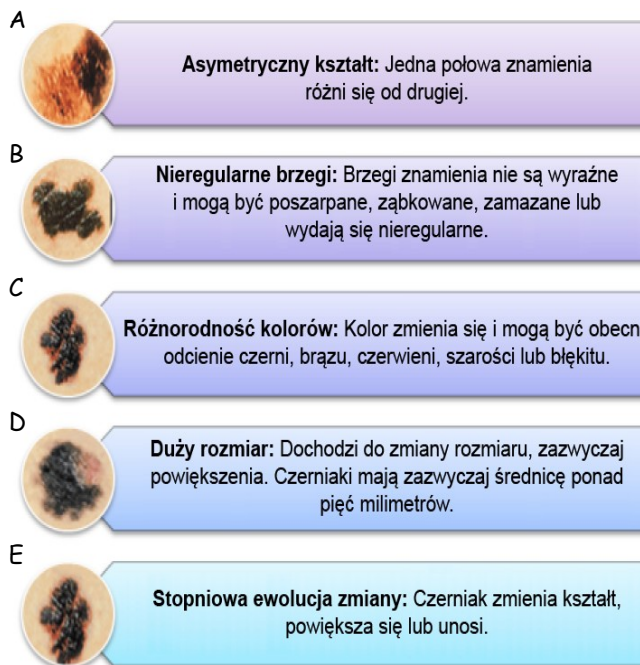 A
Asymetryczny kształt: Jedna połowa znamienia
różni się od drugiej.
B
Nieregularne brzegi: Brzegi znamienia nie są wyraźne
i mogą być poszarpane, ząbkowane, zamazane lub
wydają się nieregularne.
C
Różnorodność kolorów: Kolor zmienia się i mogą być obecn
odcienie czerni, brązu, czerwieni, szarości lub błękitu.
D
Duży rozmiar: Dochodzi do zmiany rozmiaru, zazwyczaj
powiększenia. Czerniaki mają zazwyczaj średnicę ponad
pięć milimetrów.
E
Stopniowa ewolucja zmiany: Czerniak zmienia kształt,
powiększa się lub unosi.